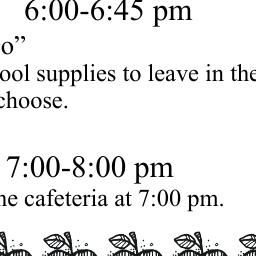 6:00-6:45 pm
o”
ool supplies to leave in the
choose.
7:00-8:00 pm
he cafeteria at 7:00 pm.